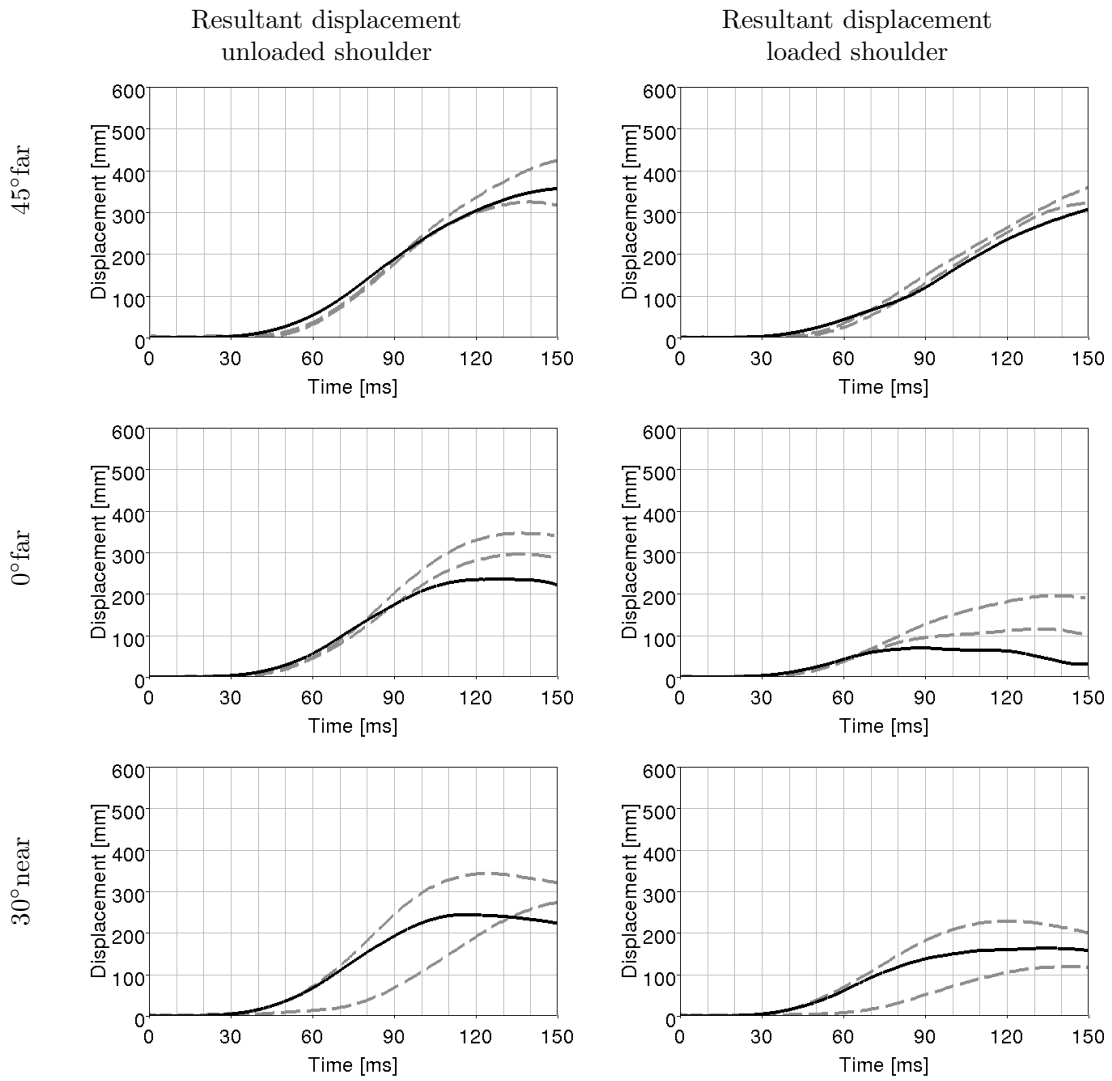 Resultant displacement
unloaded shoulder
Resultant displacement
loaded shoulder
45°far
Displacement [mm]
600
500
400
300
200
100
0
0 30 60 90 120 150
Time [ms]
Displacement [mm]
600
500
400
300
200
100
0
0 30 60 90 120 150
Time [ms]
0°far
Displacement [mm]
600
500
400
300
200
100
0
0 30 60 90 120 150
Time [ms]
Displacement [mm]
600
500
400
300
200
100
0
0 30 60 90 120 150
Time [ms]
30°near
Displacement [mm]
600
500
400
300
200
100
0
0 30 60 90 120 150
Time [ms]
Displacement [mm]
600
500
400
300
200
100
0
0 30 60 90 120 150
Time [ms]